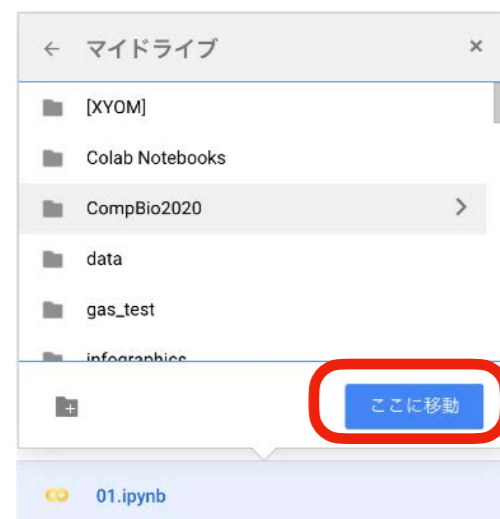 マイドライブ
[XYOM]
Colab Notebooks
CompBio2020
data
gas_test
infographics
ここに移動
01.ipynb